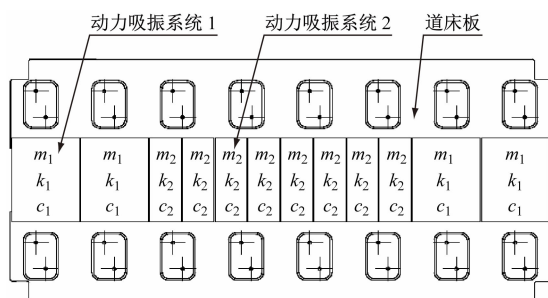 动力吸振系统1 动力吸振系统2 道床板
m₁ m₁ m₂ m₂ m₂ m₂ m₂ m₂ m₂ m₂ m₁ m₁
k₁ k₁ k₂ k₂ k₂ k₂ k₂ k₂ k₂ k₂ k₁ k₁
c₁ c₁ c₂ c₂ c₂ c₂ c₂ c₂ c₂ c₂ c₁ c₁